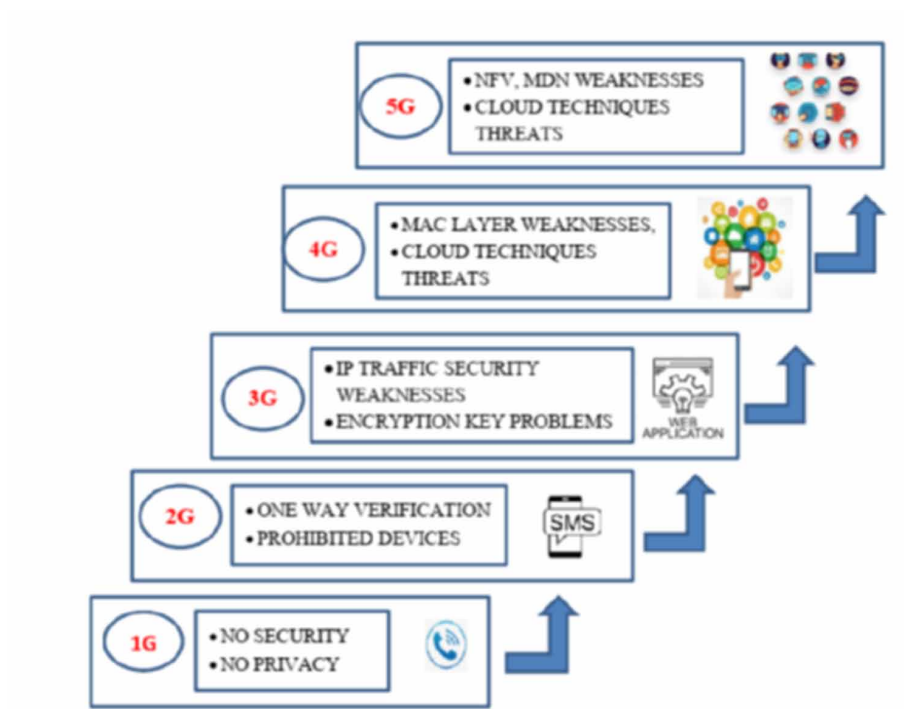 5G
• NFV, MDN WEAKNESSES
• CLOUD TECHNIQUES
THREATS
4G
• MAC LAYER WEAKNESSES,
• CLOUD TECHNIQUES
THREATS
3G
• IP TRAFFIC SECURITY
WEAKNESSES
• ENCRYPTION KEY PROBLEMS
WEB
APPLICATION
2G
• ONE WAY VERIFICATION
• PROHIBITED DEVICES
SMS
1G
• NO SECURITY
• NO PRIVACY